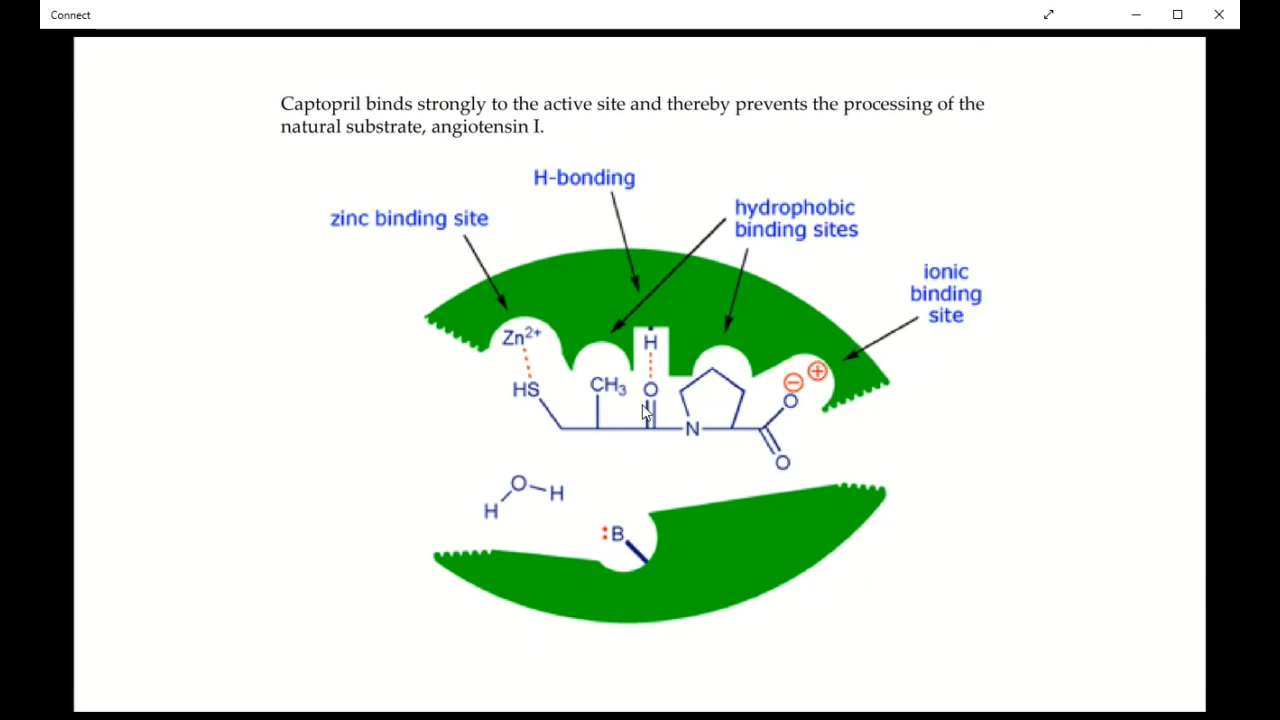 Connect
Captopril binds strongly to the active site and thereby prevents the processing of the
natural substrate, angiotensin I.
H-bonding
zinc binding site
hydrophobic
binding sites
ionic
binding
site
Zn²⁺
H
HS
CH₃
O
⊖
⊕
O
N
O
H
O
H
:B